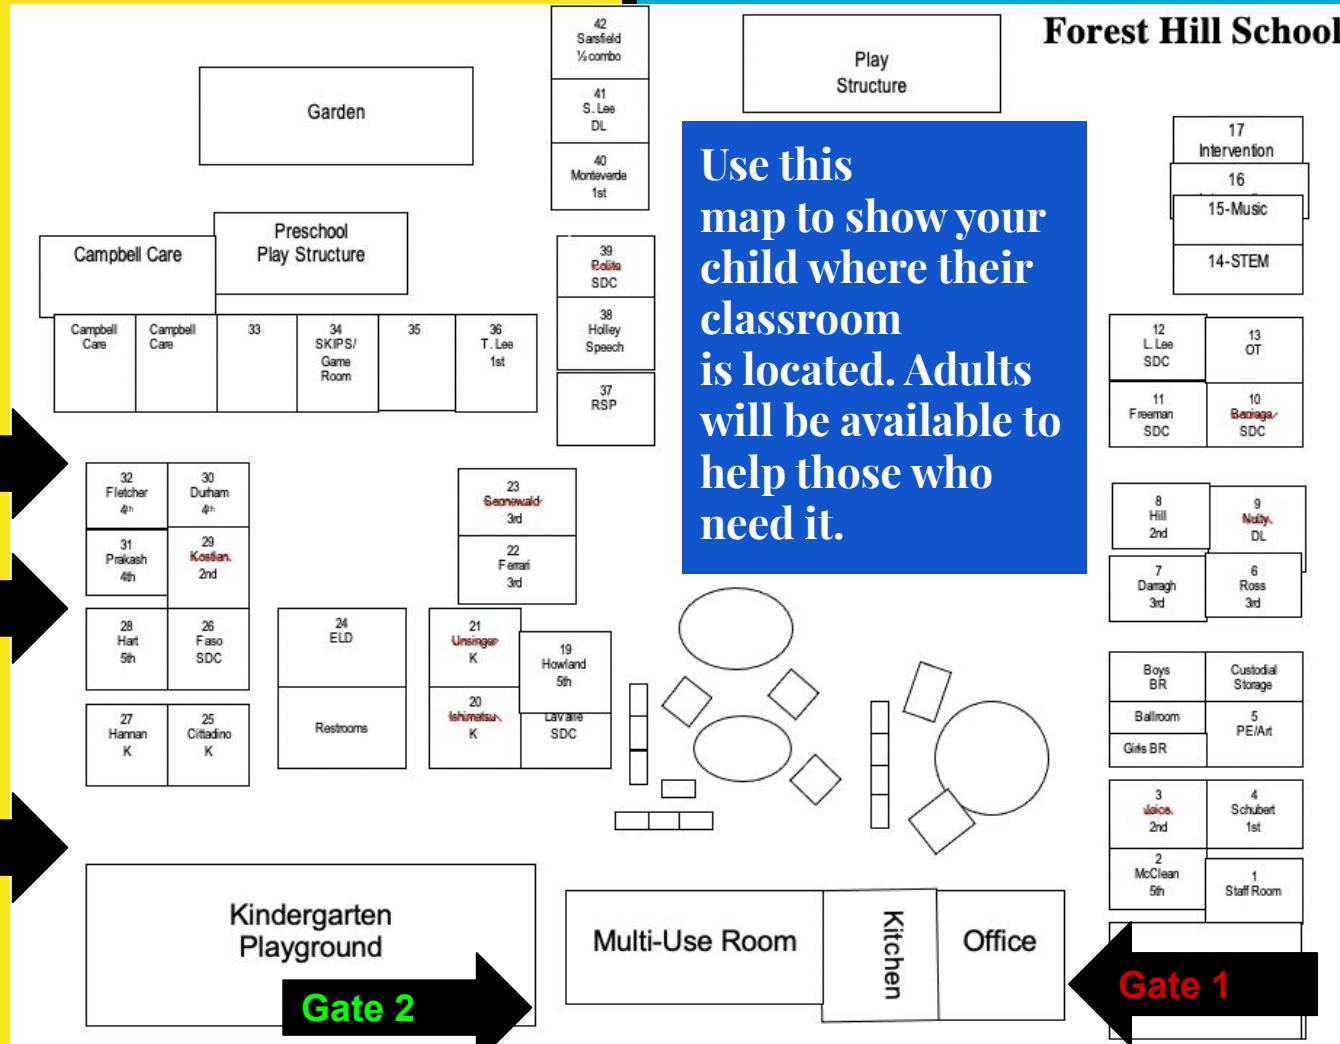 Forest Hill School
42
Sarsfield
½ combo
41
S. Lee
DL
40
Monteverde
1st
Play
Structure
Garden
Use this
map to show your
child where their
classroom
is located. Adults
will be available to
help those who
need it.
17
Intervention
16
15-Music
14-STEM
Campbell Care
Preschool
Play Structure
39
Polito
SDC
38
Holley
Speech
37
RSP
Campbell
Care
Campbell
Care
33
34
SKIPS/
Game
Room
35
36
T. Lee
1st
12
L. Lee
SDC
13
OT
11
Freeman
SDC
10
SDC
32
Fletcher
4th
30
Durham
4th
31
Prakash
4th
29
Kostlan
2nd
28
Hart
5th
26
Faso
SDC
27
Hannan
K
25
Cittadino
K
23
Sennewald
3rd
22
Ferrari
3rd
24
ELD
Restrooms
21
Unsinger
K
20
Ishimatsu
K
19
Howland
5th
LaValle
SDC
8
Hill
2nd
9
Nulty
DL
7
Darragh
3rd
6
Ross
3rd
Boys
BR
Custodial
Storage
Ballroom
5
PE/Art
Girls BR
3
Joice
2nd
4
Schubert
1st
2
McClean
5th
1
Staff Room
Kindergarten
Playground
Multi-Use Room
Kitchen
Office
Gate 2
Gate 1